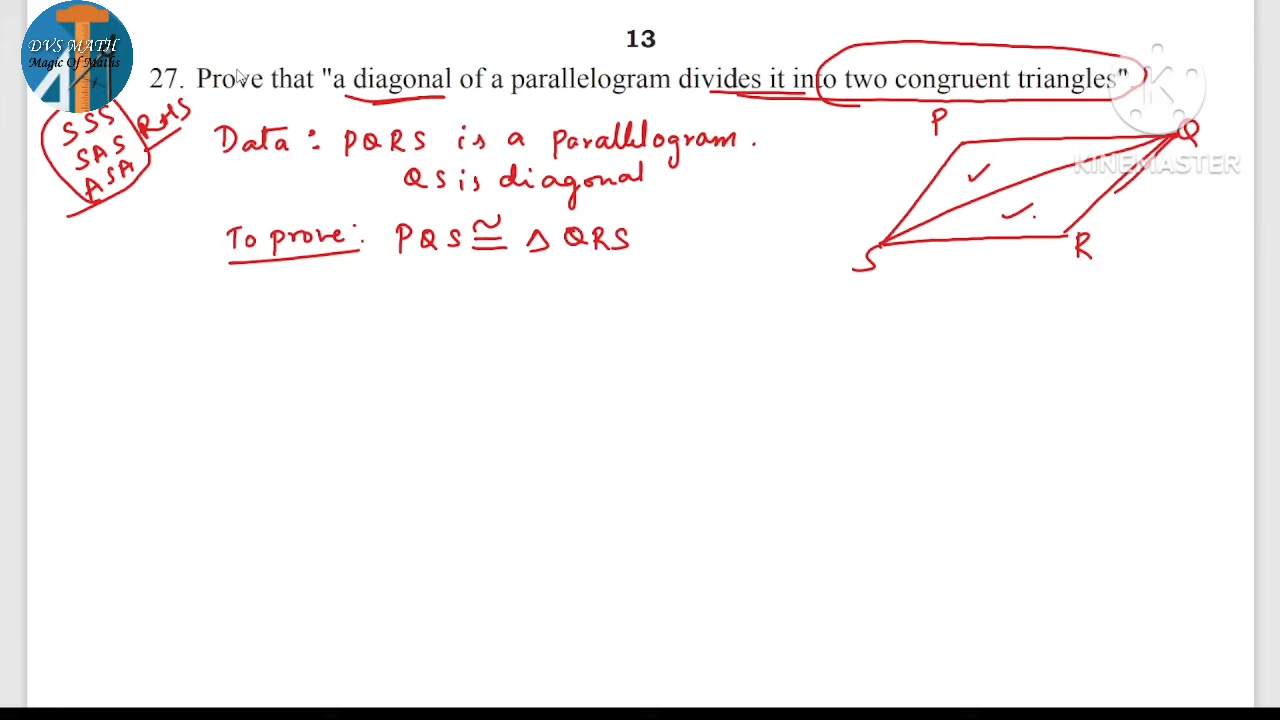 DVS MATH
Magic Of Maths
13
27. Prove that "a diagonal of a parallelogram divides it into two congruent triangles".
SSS
SAS
ASA
RHS
Data : PQRS is a parallelogram.
QS is diagonal
To prove: PQS ≅ Δ QRS
P
Q
S
R
KINEMASTER